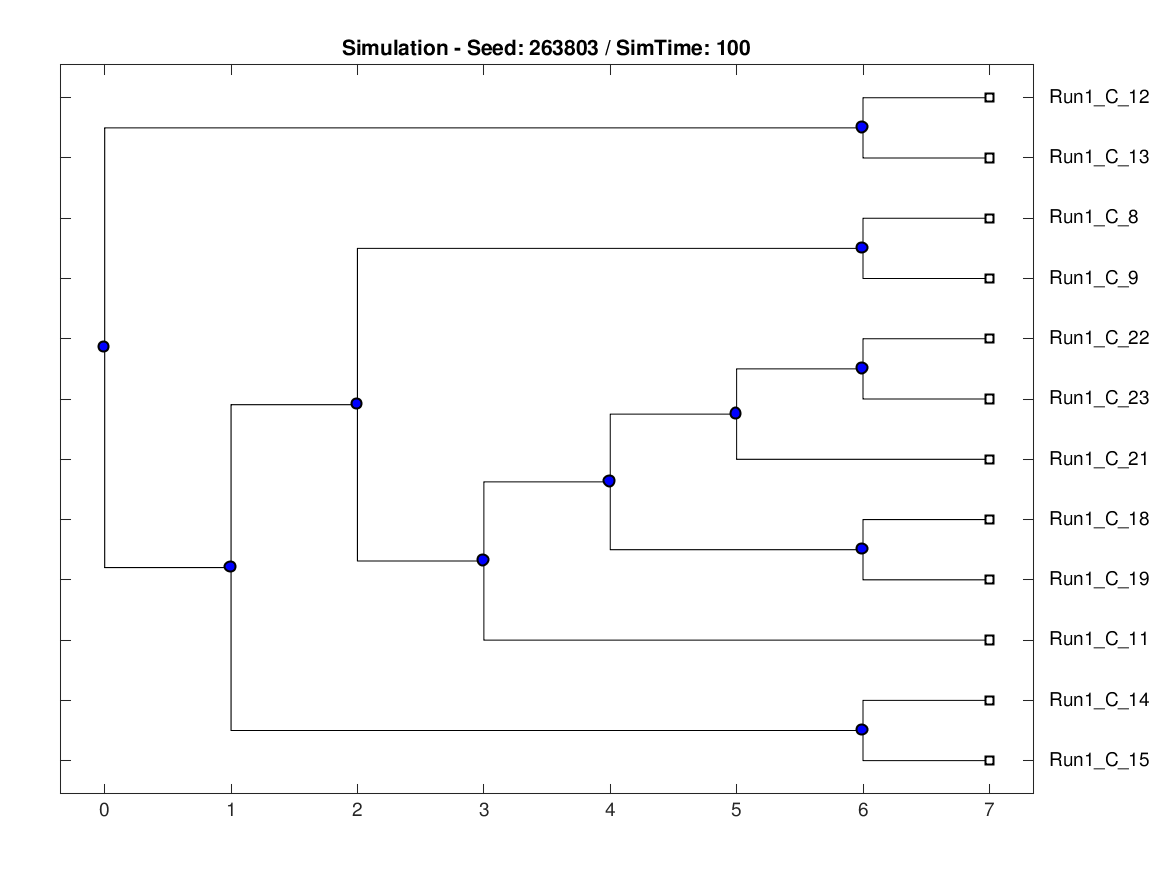 Simulation - Seed: 263803 / SimTime: 100
Run1_C_12
Run1_C_13
Run1_C_8
Run1_C_9
Run1_C_22
Run1_C_23
Run1_C_21
Run1_C_18
Run1_C_19
Run1_C_11
Run1_C_14
Run1_C_15
0 1 2 3 4 5 6 7